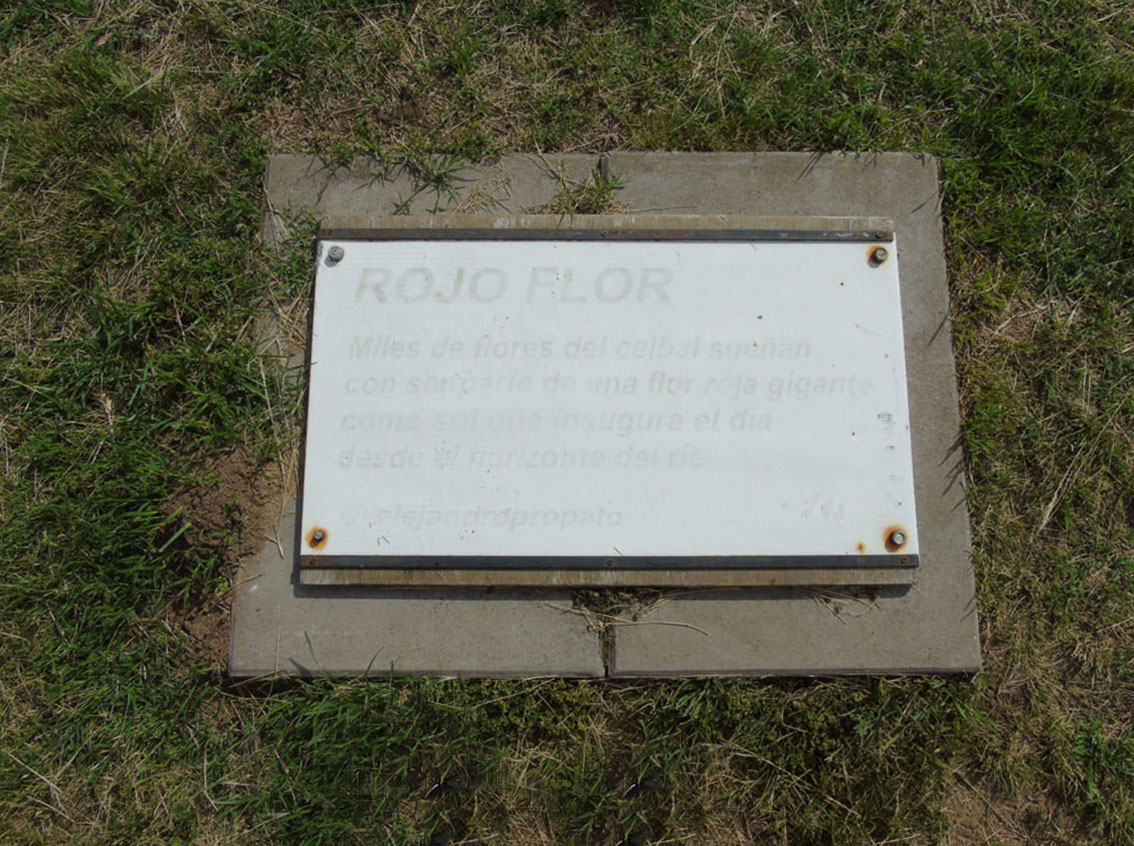 ROJO FLOR
Miles de flores del ceibal sueñan
con ser parte de una flor roja gigante
como sol que inaugura el día
desde el horizonte del río
@alejandropropato